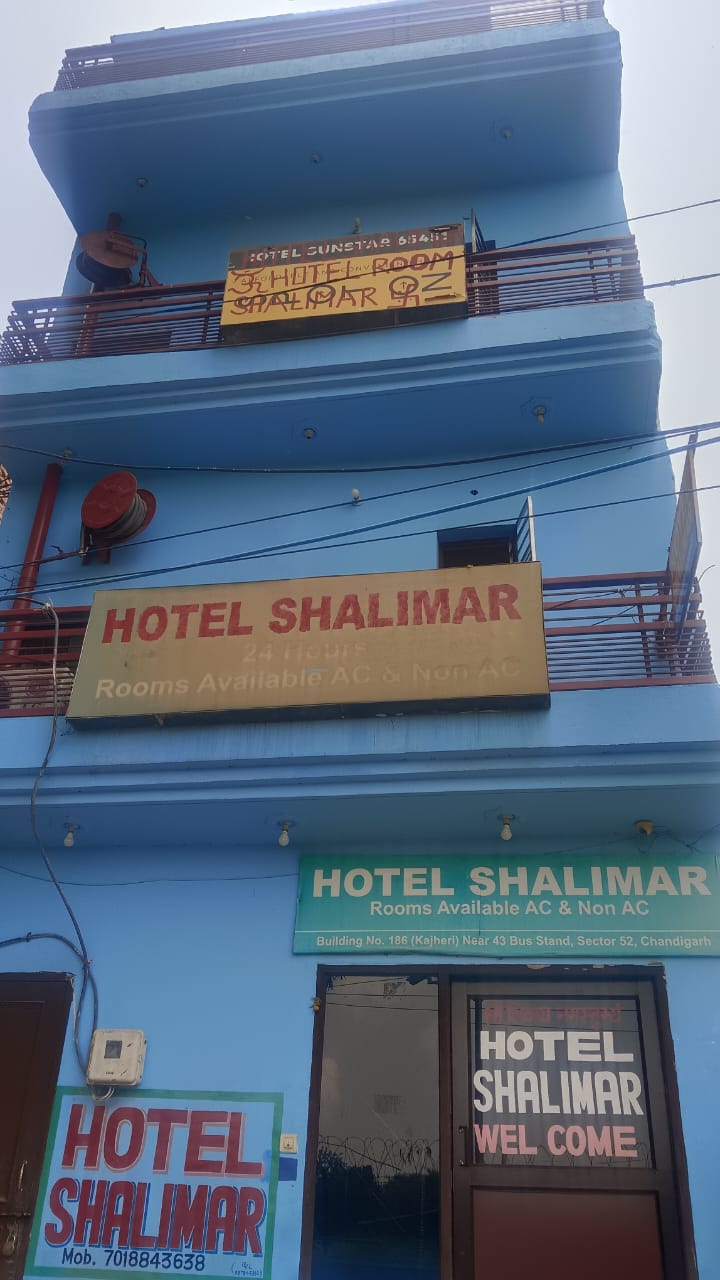 HOTEL SUNSTAR 65451
ॐ HOTEL ROOM
SHALIMAR 卐
HOTEL SHALIMAR
24 Hours
Rooms Available AC & Non AC
HOTEL SHALIMAR
Rooms Available AC & Non AC
Building No. 186 (Kajheri) Near 43 Bus Stand, Sector 52, Chandigarh
HOTEL
SHALIMAR
WEL COME
HOTEL
SHALIMAR
Mob. 7018843638